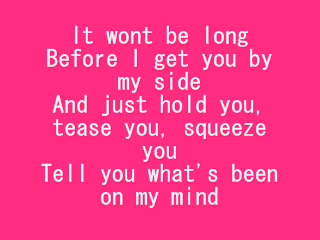 It wont be long
Before I get you by
my side
And just hold you,
tease you, squeeze
you
Tell you what's been
on my mind